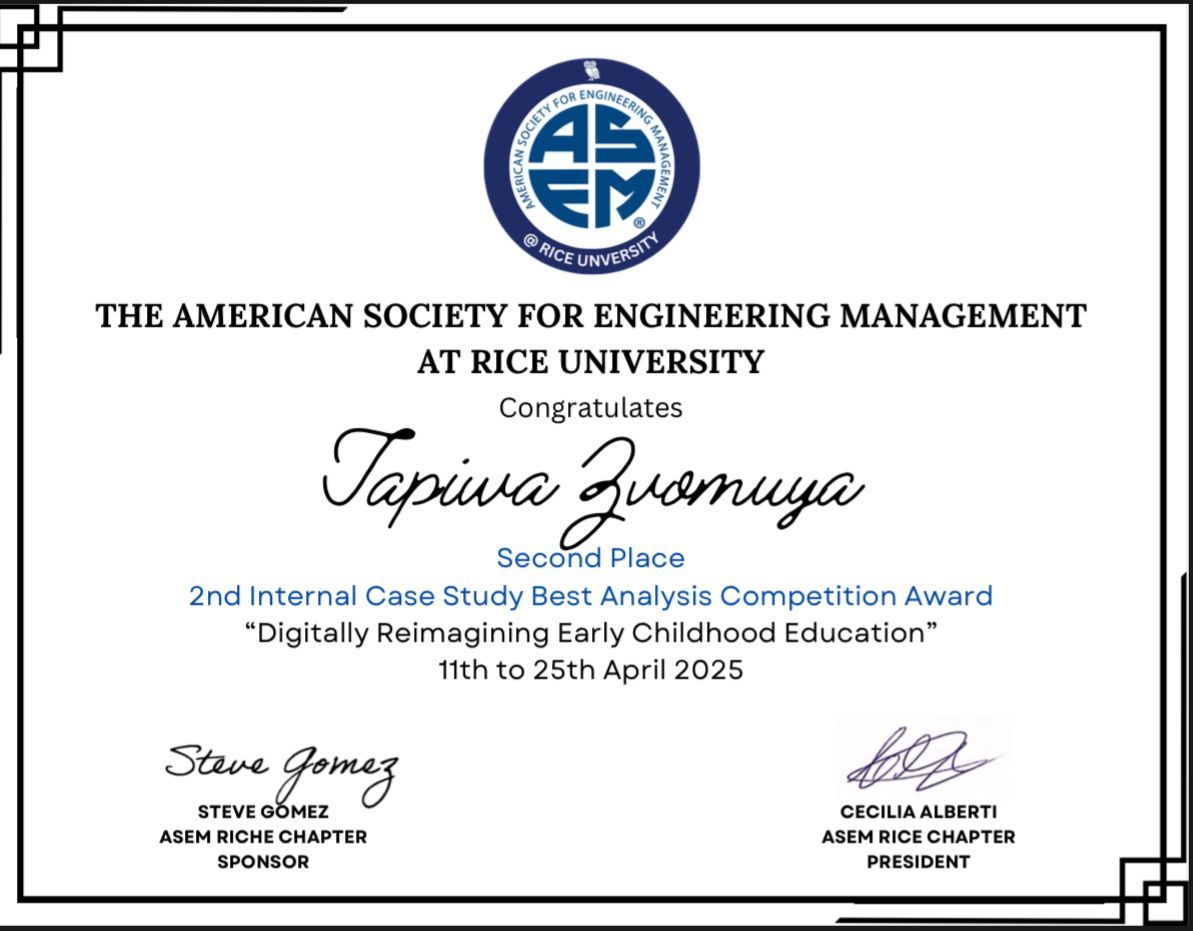 AMERICAN SOCIETY FOR ENGINEERING MANAGEMENT
AS
EM®
@ RICE UNVERSITY
THE AMERICAN SOCIETY FOR ENGINEERING MANAGEMENT
AT RICE UNIVERSITY
Congratulates
Tapiwa Zvomuya
Second Place
2nd Internal Case Study Best Analysis Competition Award
“Digitally Reimagining Early Childhood Education”
11th to 25th April 2025
Steve Gomez
STEVE GOMEZ
ASEM RICHE CHAPTER
SPONSOR
CECILIA ALBERTI
ASEM RICE CHAPTER
PRESIDENT